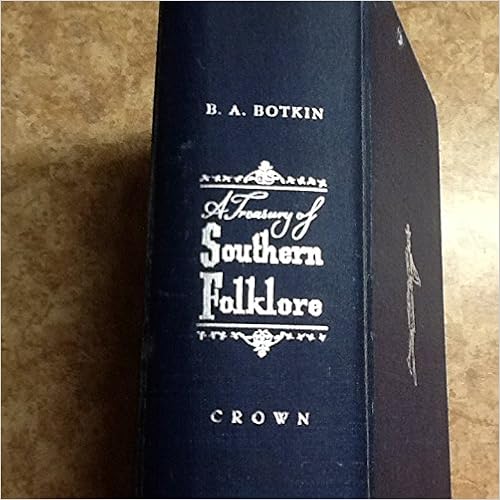 B. A. BOTKIN
A Treasury of
Southern
Folklore
CROWN